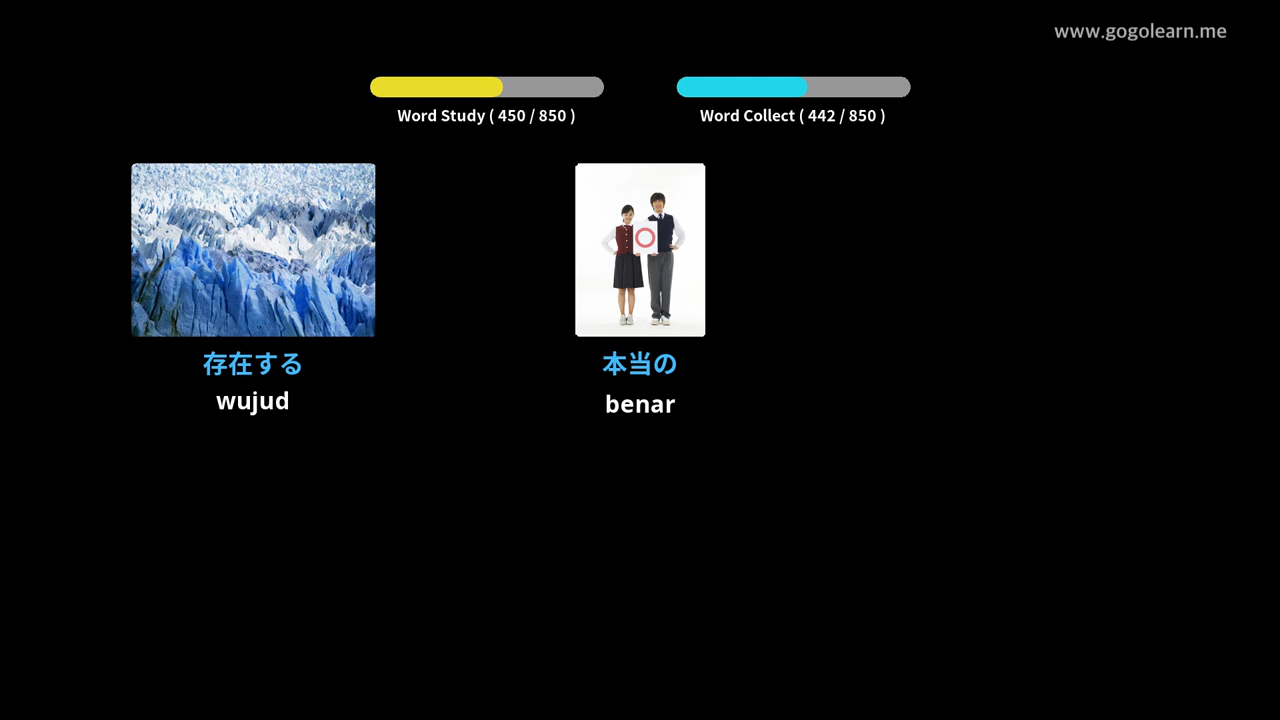 www.gogolearn.me
Word Study ( 450 / 850 )
Word Collect ( 442 / 850 )
存在する
wujud
本当の
benar